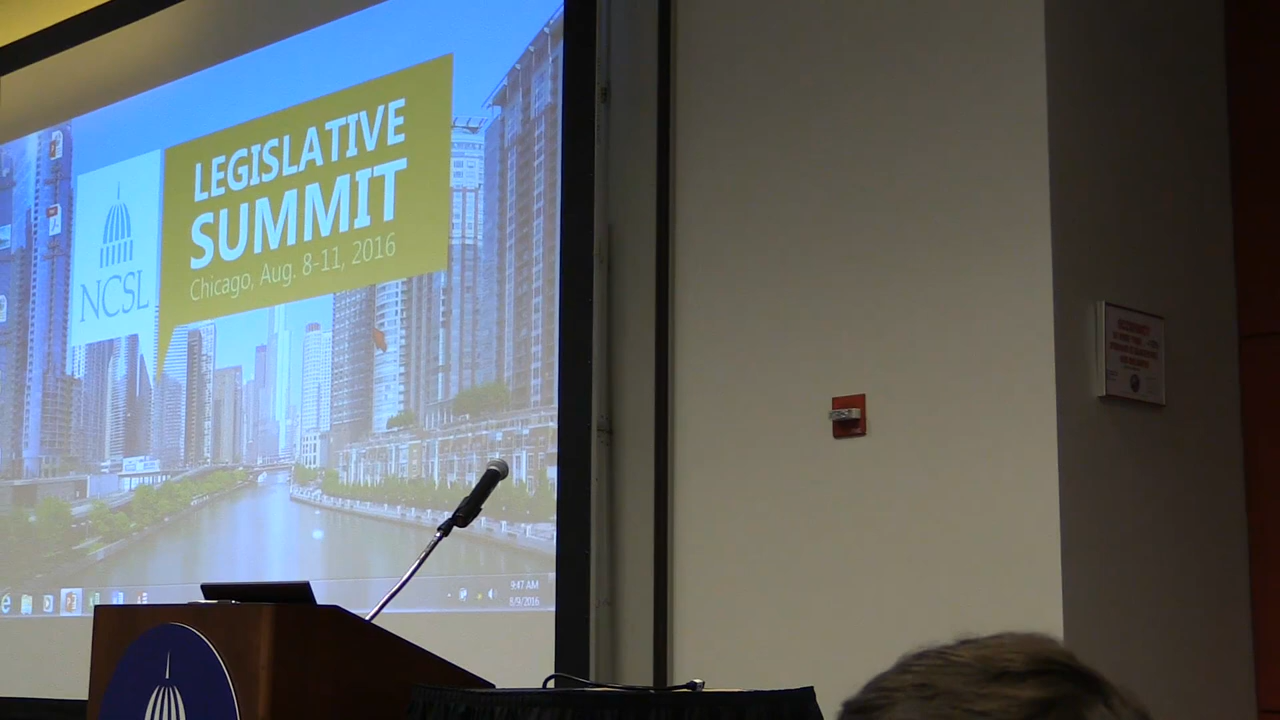 LEGISLATIVE
SUMMIT
Chicago, Aug. 8-11, 2016
NCSL
9:47 AM
8/9/2016